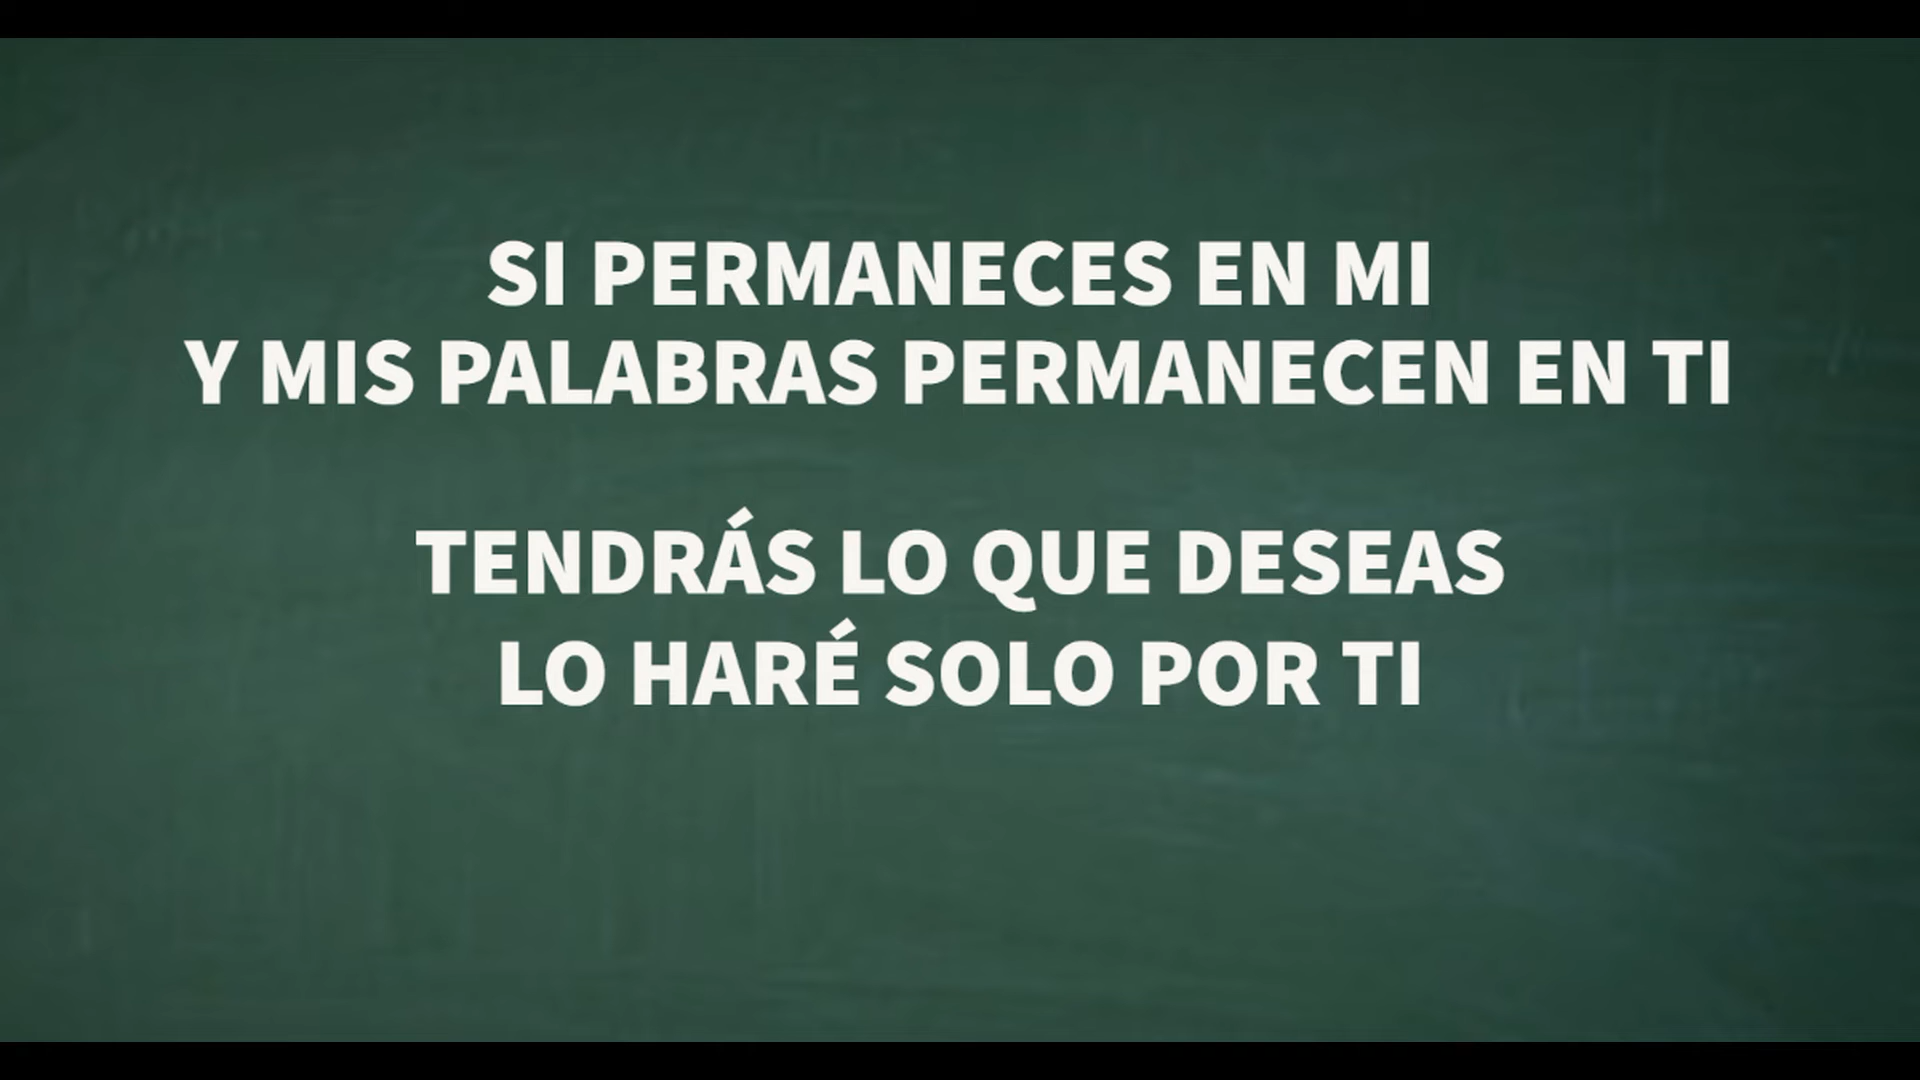 SI PERMANECES EN MI
Y MIS PALABRAS PERMANECEN EN TI
TENDRÁS LO QUE DESEAS
LO HARÉ SOLO POR TI